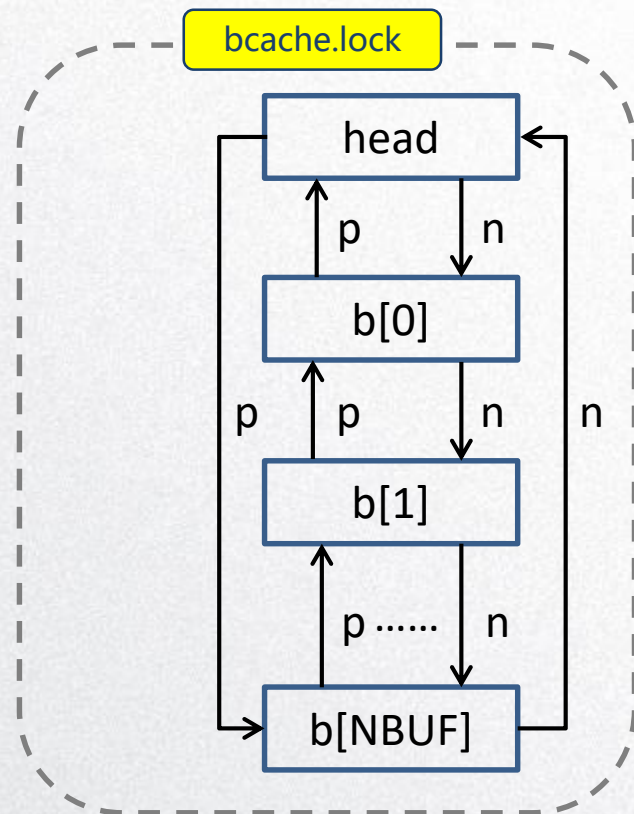 bcache.lock
head
p n
b[0]
p p n n
b[1]
p ...... n
b[NBUF]